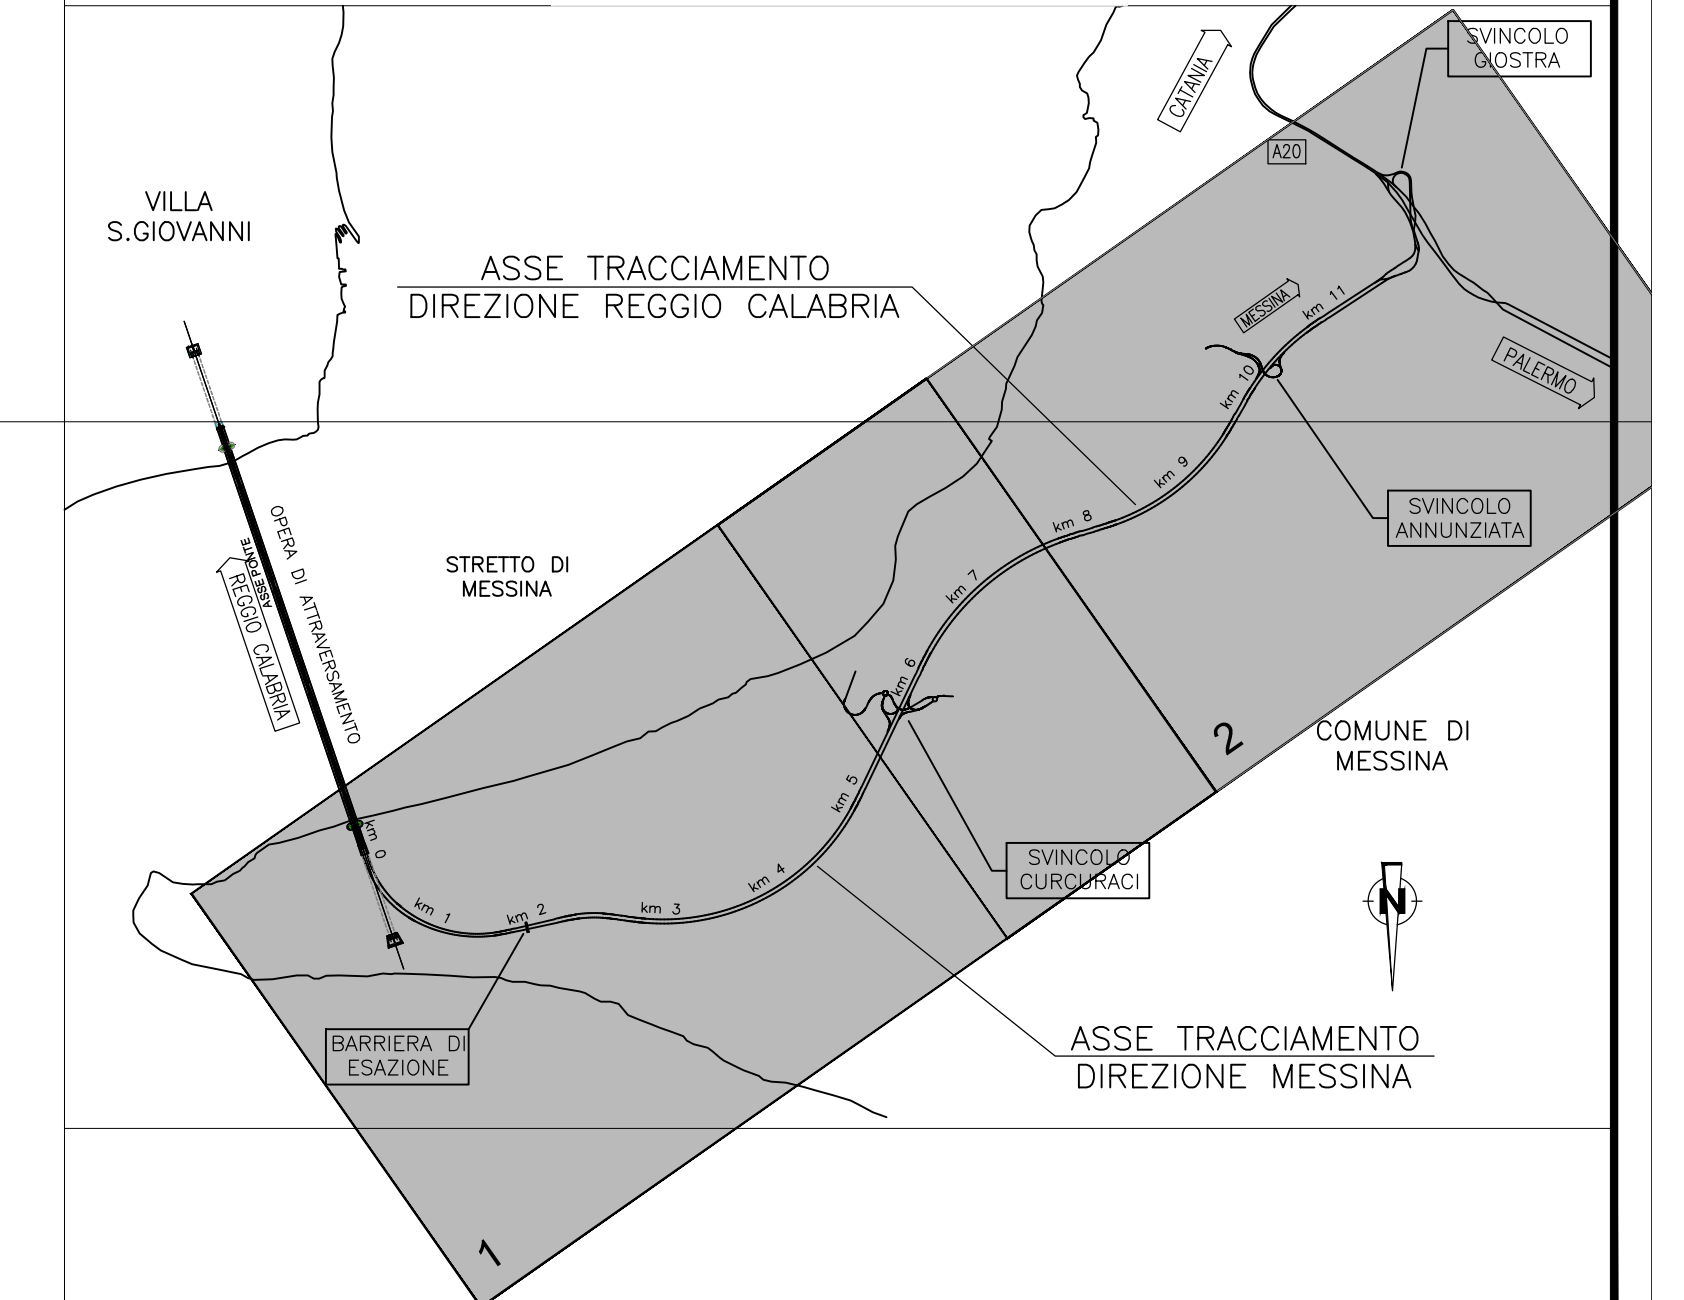 SVINCOLO
GIOSTRA
CATANIA
A20
VILLA
S.GIOVANNI
ASSE TRACCIAMENTO
DIREZIONE REGGIO CALABRIA
MESSINA
km 11
PALERMO
km 10
km 9
SVINCOLO
ANNUNZIATA
km 8
OPERA DI ATTRAVERSAMENTO
ASSE PONTE
REGGIO CALABRIA
STRETTO DI
MESSINA
km 7
km 6
2
COMUNE DI
MESSINA
km 5
km 0
SVINCOLO
CURCURACI
km 4
km 1
km 2
km 3
N
BARRIERA DI
ESAZIONE
ASSE TRACCIAMENTO
DIREZIONE MESSINA
1